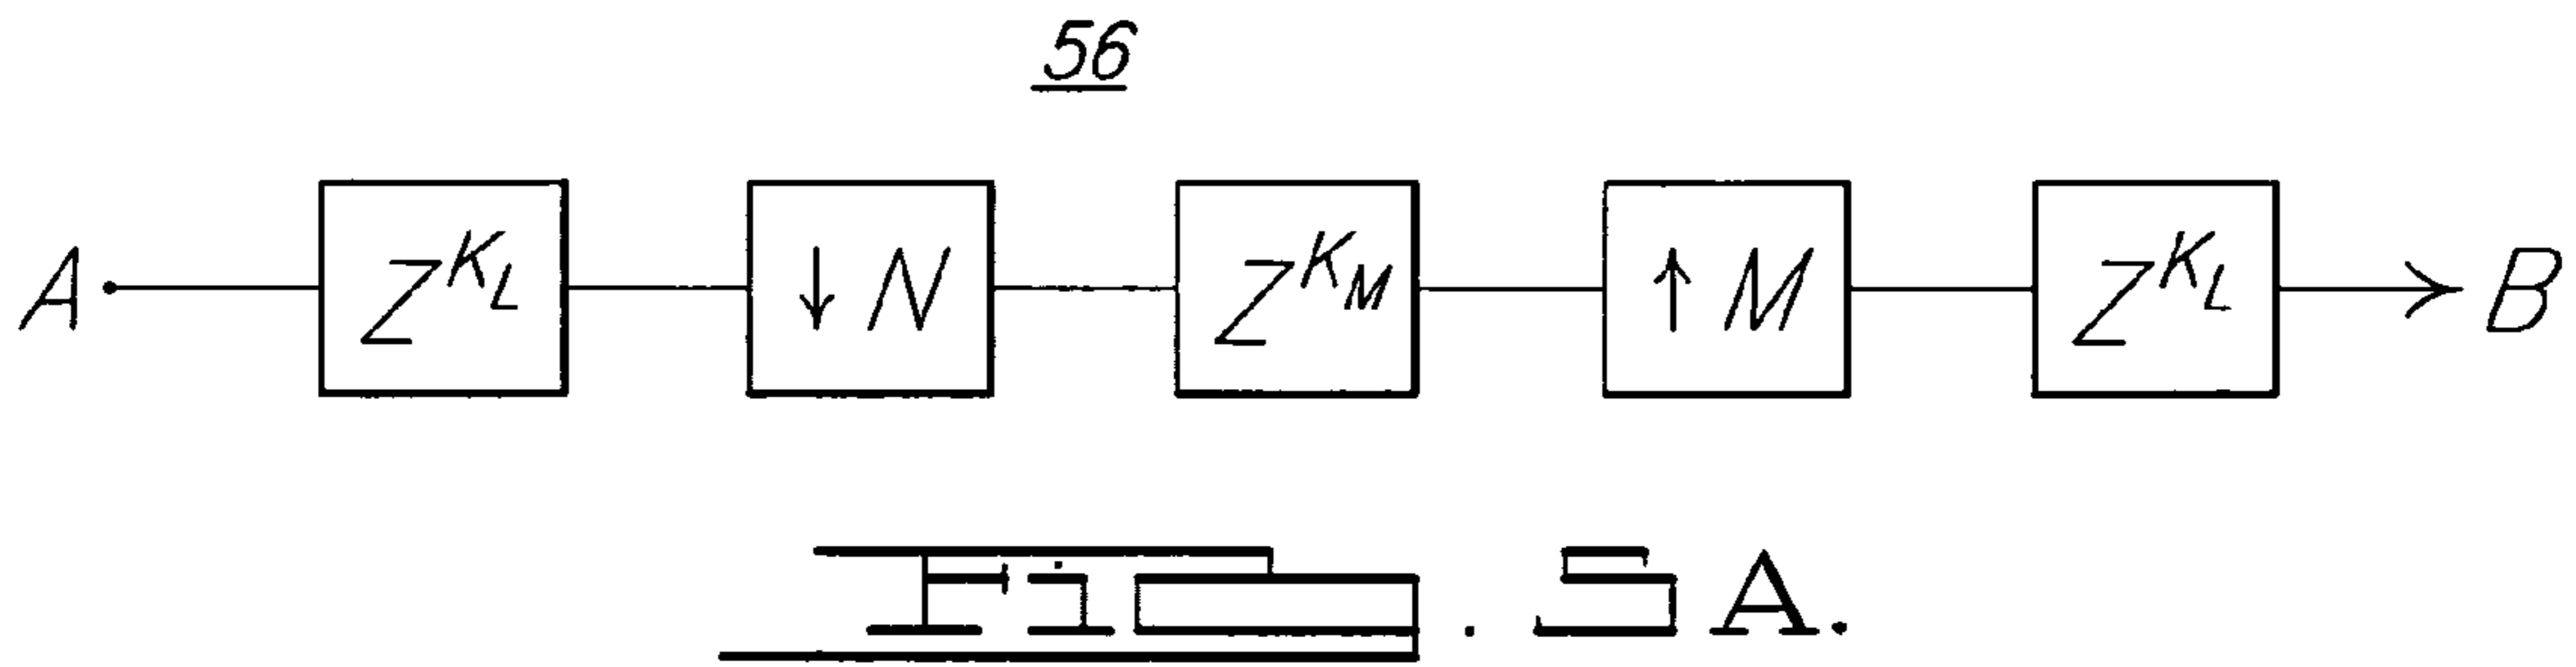 56
A Z^{K_L} ↓ N Z^{K_M} ↑ M Z^{K_L} B
FiG. 5A.